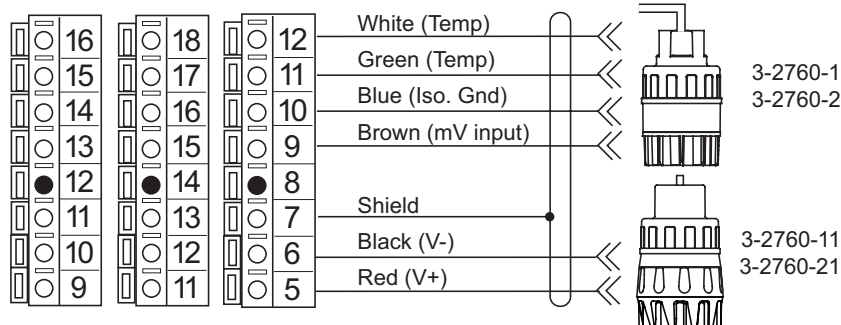 16 18 12 White (Temp)
15 17 11 Green (Temp)
14 16 10 Blue (Iso. Gnd)
13 15 9 Brown (mV input)
12 14 8
11 13 7 Shield
10 12 6 Black (V-)
9 11 5 Red (V+)
3-2760-1
3-2760-2
3-2760-11
3-2760-21